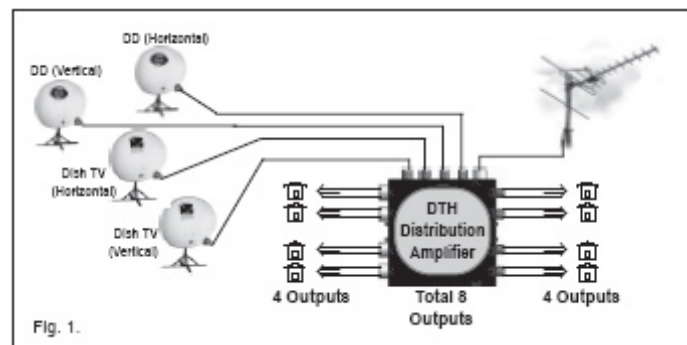 DD (Horizontal)
DD (Vertical)
Dish TV
(Horizontal)
Dish TV
(Vertical)
DTH
Distribution
Amplifier
4 Outputs
Total 8
Outputs
4 Outputs
Fig. 1.